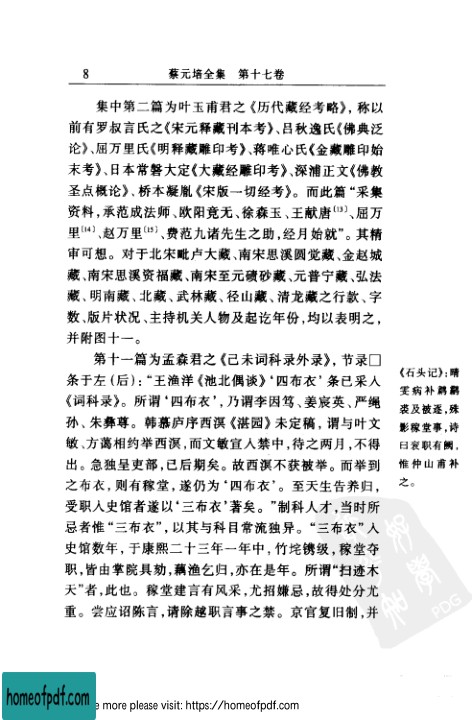 8 蔡元培全集 第十七卷
集中第二篇为叶玉甫君之《历代藏经考略》，称以
前有罗叔言氏之《宋元释藏刊本考》、吕秋逸氏《佛典泛
论》、屈万里氏《明释藏雕印考》、蒋唯心氏《金藏雕印始
末考》、日本常磐大定《大藏经雕印考》、深浦正文《佛教
圣点概论》、桥本凝胤《宋版一切经考》。而此篇“采集
资料，承范成法师、欧阳竟无、徐森玉、王献唐〔13〕、屈万
里〔14〕、赵万里〔15〕、费范九诸先生之助，经月始就”。其精
审可想。对于北宋毗卢大藏、南宋思溪圆觉藏、金赵城
藏、南宋思溪资福藏、南宋至元碛砂藏、元普宁藏、弘法
藏、明南藏、北藏、武林藏、径山藏、清龙藏之行款、字
数、版片状况、主持机关人物及起讫年份，均以表明之，
并附图十一。
第十一篇为孟森君之《己未词科录外录》，节录□
条于左（后）：“王渔洋《池北偶谈》‘四布衣’条已采入
《词科录》。所谓‘四布衣’，乃谓李因笃、姜宸英、严绳
孙、朱彝尊。韩慕庐序西溟《湛园》未定稿，谓与叶文
敏、方蔼相约举西溟，而文敏宣入禁中，待之两月，不得
出。急独呈吏部，已后期矣。故西溟不获被举。而举到
之布衣，则有稼堂，遂仍为‘四布衣’。至天生告养归，
受职入史馆者遂以‘三布衣’著矣。”制科人才，当时所
忌者惟“三布衣”，以其与科目常流独异。“三布衣”入
史馆数年，于康熙二十三年一年中，竹垞镌级，稼堂夺
职，皆由掌院具劾，藕渔乞归，亦在是年。所谓“扫迹木
天”者，此也。稼堂建言有风采，尤招嫌忌，故得处分尤
重。尝应诏陈言，请除越职言事之禁。京官复旧制，并
《石头记》：晴
雯病补鹔鹴
裘及被逐，殊
影稼堂事，诗
曰衮职有阙，
惟仲山甫补
之。
PDG
homeofpdf.com
e more please visit: https://homeofpdf.com